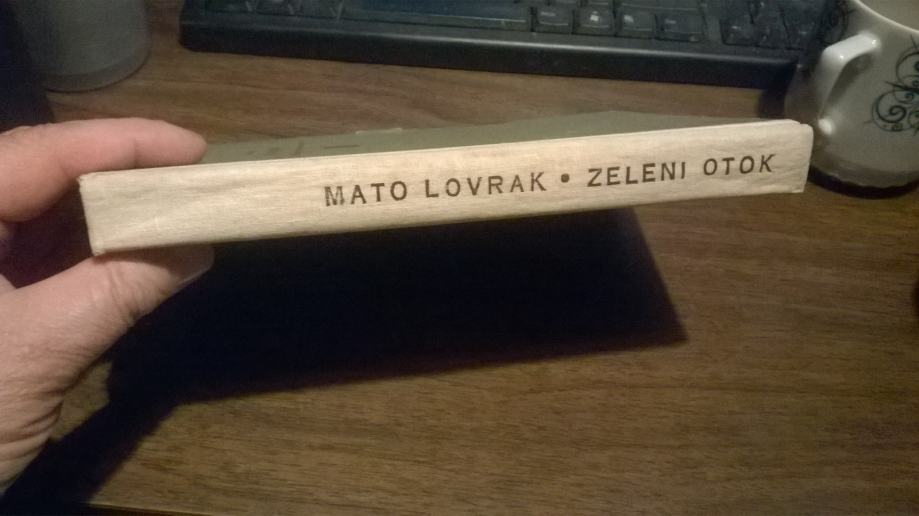 MATO LOVRAK • ZELENI OTOK